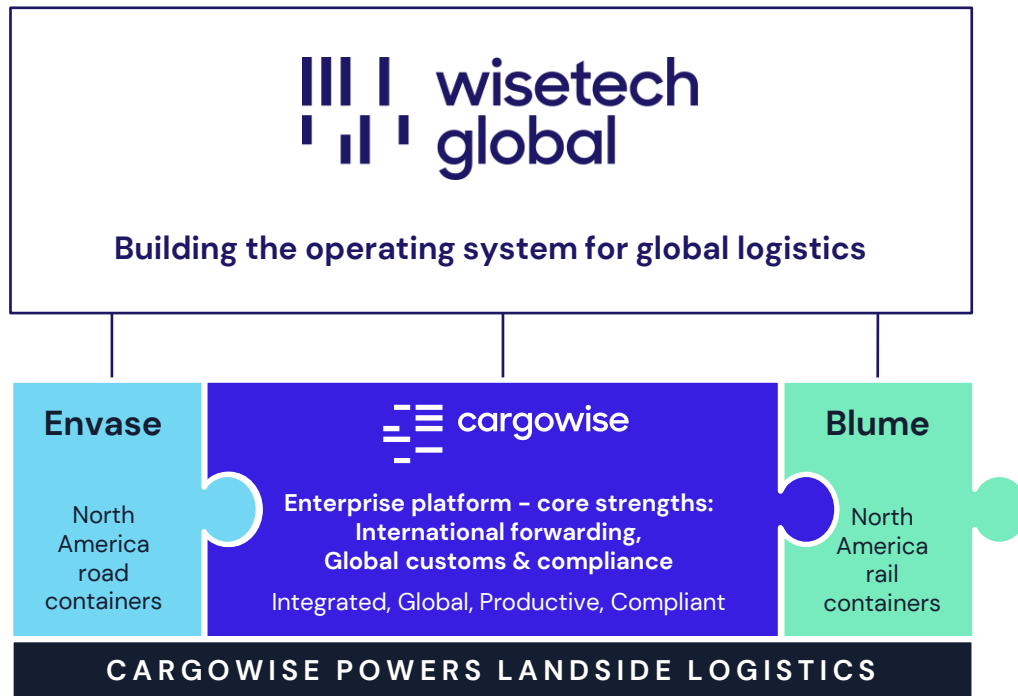 wisetech
global
Building the operating system for global logistics
Envase
North
America
road
containers
cargowise
Enterprise platform – core strengths:
International forwarding,
Global customs & compliance
Integrated, Global, Productive, Compliant
Blume
North
America
rail
containers
CARGOWISE POWERS LANDSIDE LOGISTICS